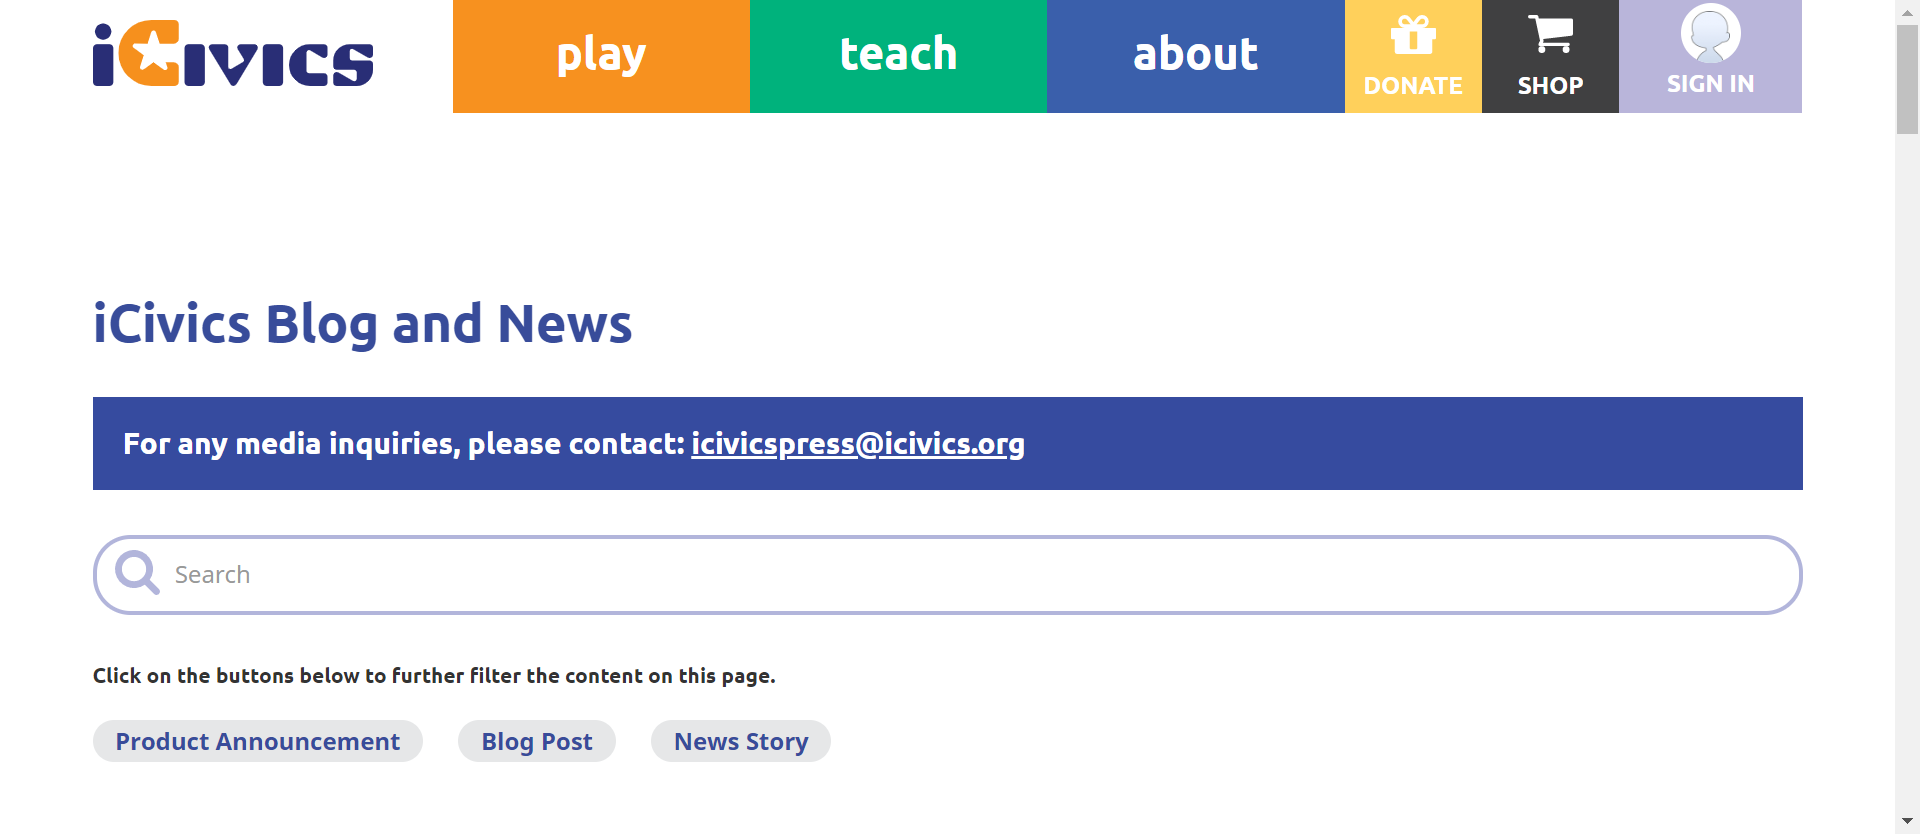 iCivics
play
teach
about
DONATE
SHOP
SIGN IN
iCivics Blog and News
For any media inquiries, please contact: icivicspress@icivics.org
Search
Click on the buttons below to further filter the content on this page.
Product Announcement
Blog Post
News Story